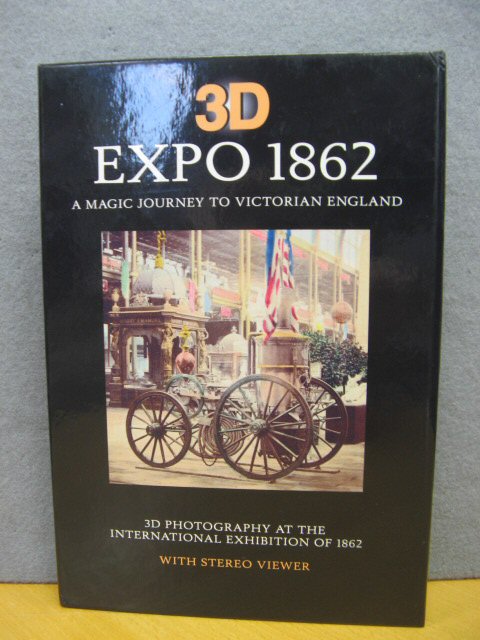 3D
EXPO 1862
A MAGIC JOURNEY TO VICTORIAN ENGLAND
3D PHOTOGRAPHY AT THE
INTERNATIONAL EXHIBITION OF 1862
WITH STEREO VIEWER